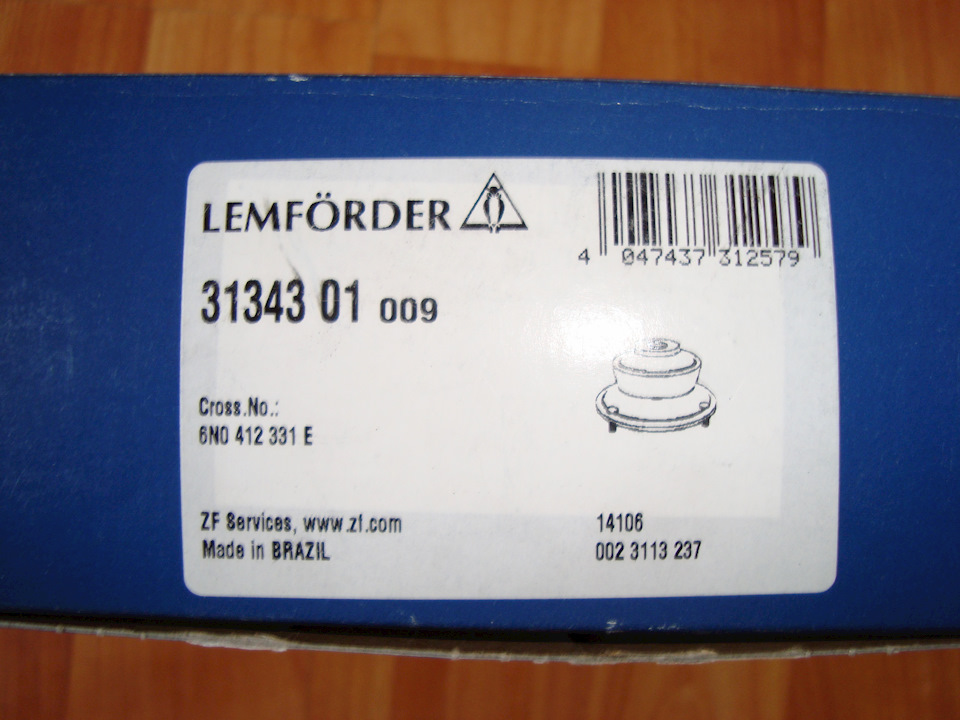 LEMFÖRDER
4 047437 312579
31343 01 009
Cross.No.:
6N0 412 331 E
ZF Services, www.zf.com
Made in BRAZIL
14106
002 3113 237